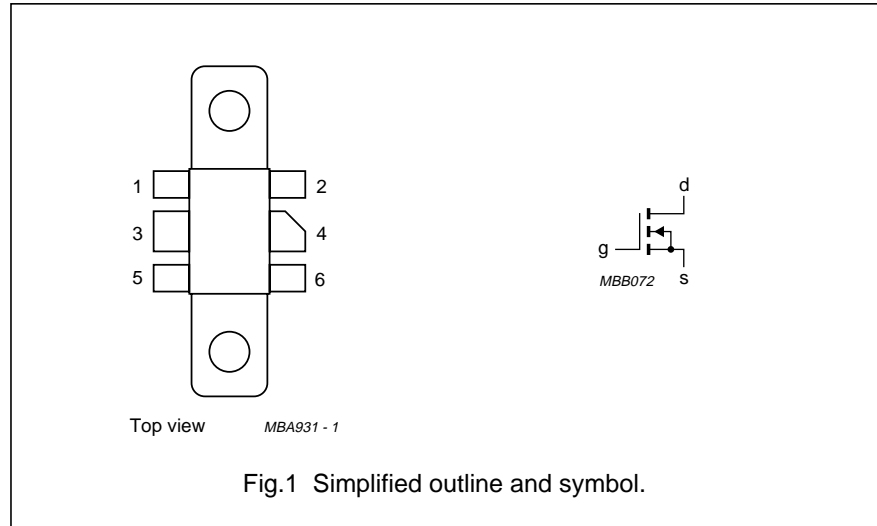 1
2
3
4
5
6
Top view
MBA931 - 1
d
g
MBB072
s
Fig.1 Simplified outline and symbol.